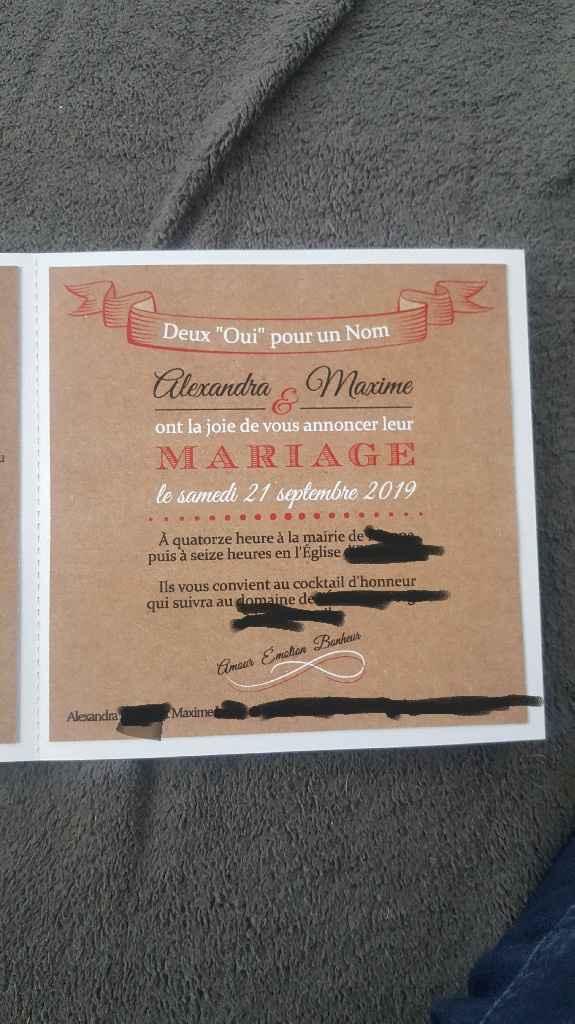 Deux "Oui" pour un Nom
Alexandra & Maxime
ont la joie de vous annoncer leur
MARIAGE
le samedi 21 septembre 2019
À quatorze heure à la mairie de
puis à seize heures en l'Église
Ils vous convient au cocktail d'honneur
qui suivra au domaine de
Amour Émotion Bonheur
Alexandra Maxime